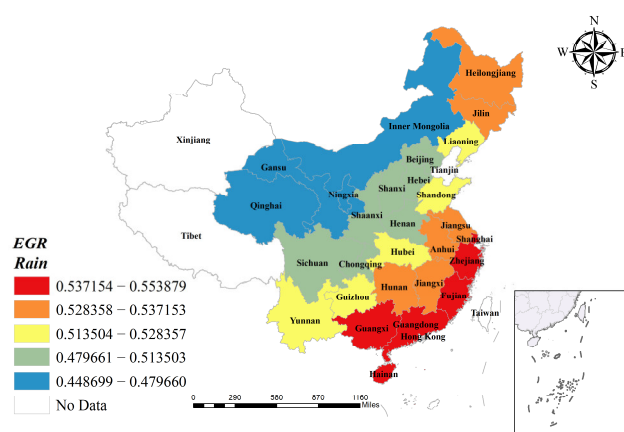 N
W
E
S
Heilongjiang
Jilin
Inner Mongolia
Liaoning
Xinjiang
Beijing
Gansu
Tianjin
Hebei
Ningxia
Shanxi
Shandong
Qinghai
Shaanxi
Henan
Jiangsu
Tibet
Shanghai
Hubei
Anhui
Sichuan
Chongqing
Zhejiang
Hunan
Jiangxi
Guizhou
Fujian
Taiwan
Yunnan
Guangxi
Guangdong
Hong Kong
Hainan
EGR
Rain
0.537154 – 0.553879
0.528358 – 0.537153
0.513504 – 0.528357
0.479661 – 0.513503
0.448699 – 0.479660
No Data
0 290 560 670 1160
Miles